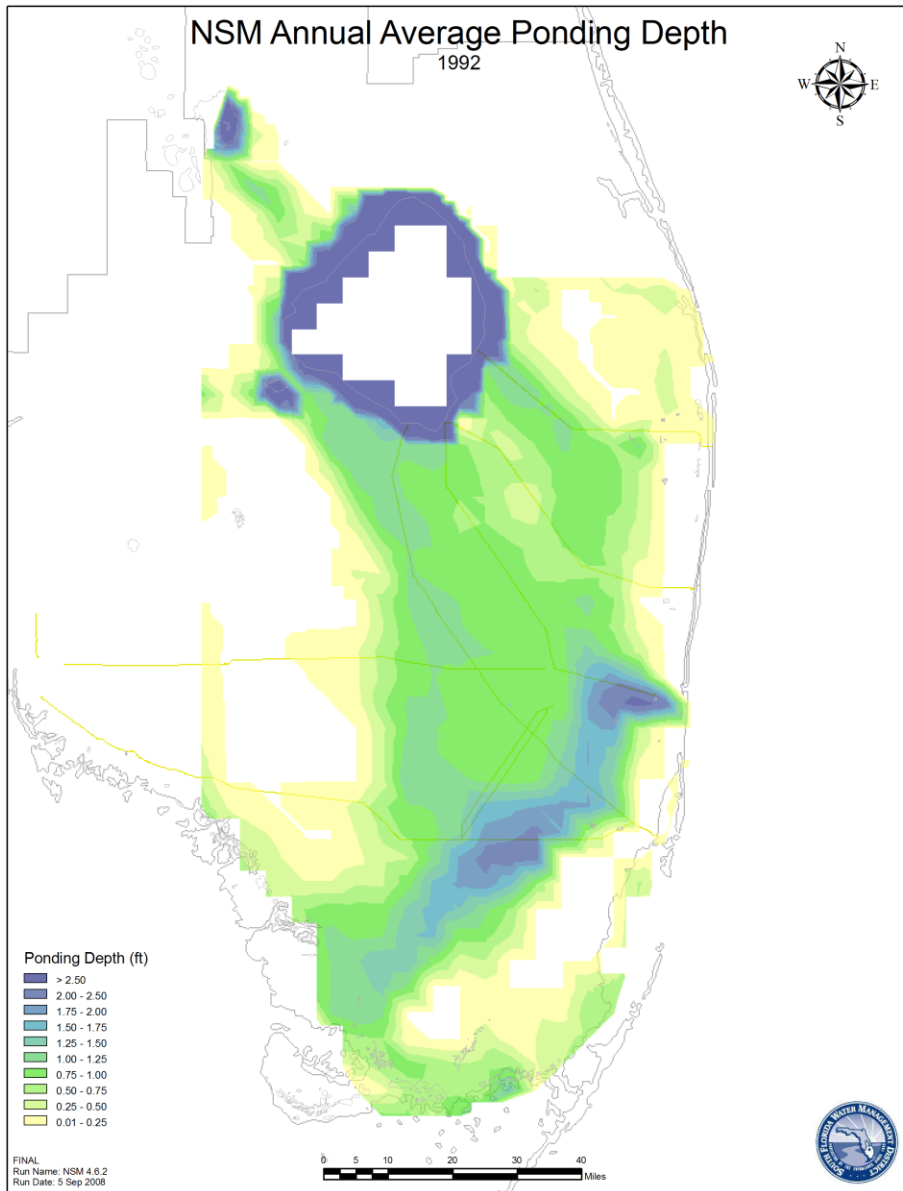 NSM Annual Average Ponding Depth
1992
N
W E
S
Ponding Depth (ft)
> 2.50
2.00 - 2.50
1.75 - 2.00
1.50 - 1.75
1.25 - 1.50
1.00 - 1.25
0.75 - 1.00
0.50 - 0.75
0.25 - 0.50
0.01 - 0.25
FINAL
Run Name: NSM 4.6.2
Run Date: 5 Sep 2008
0 5 10 20 30 40
Miles
SOUTH FLORIDA WATER MANAGEMENT DISTRICT